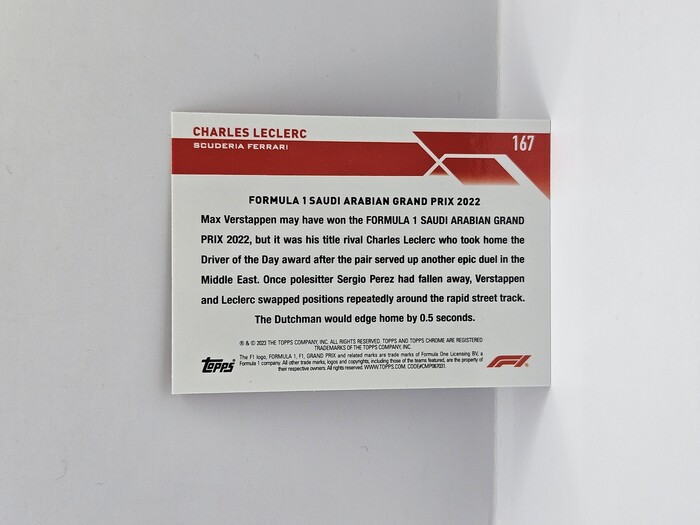 CHARLES LECLERC
SCUDERIA FERRARI
167
FORMULA 1 SAUDI ARABIAN GRAND PRIX 2022
Max Verstappen may have won the FORMULA 1 SAUDI ARABIAN GRAND
PRIX 2022, but it was his title rival Charles Leclerc who took home the
Driver of the Day award after the pair served up another epic duel in the
Middle East. Once polesitter Sergio Perez had fallen away, Verstappen
and Leclerc swapped positions repeatedly around the rapid street track.
The Dutchman would edge home by 0.5 seconds.
® & © 2023 THE TOPPS COMPANY, INC. ALL RIGHTS RESERVED. TOPPS AND TOPPS CHROME ARE REGISTERED
TRADEMARKS OF THE TOPPS COMPANY, INC.
The F1 logo, FORMULA 1, F1, GRAND PRIX and related marks are trade marks of Formula One Licensing BV, a
Formula 1 company. All other trade marks, logos and copyrights, including those of the teams featured, are the property of
their respective owners. All rights reserved. WWW.TOPPS.COM. CODE#CMP087031.
Topps®
F1®